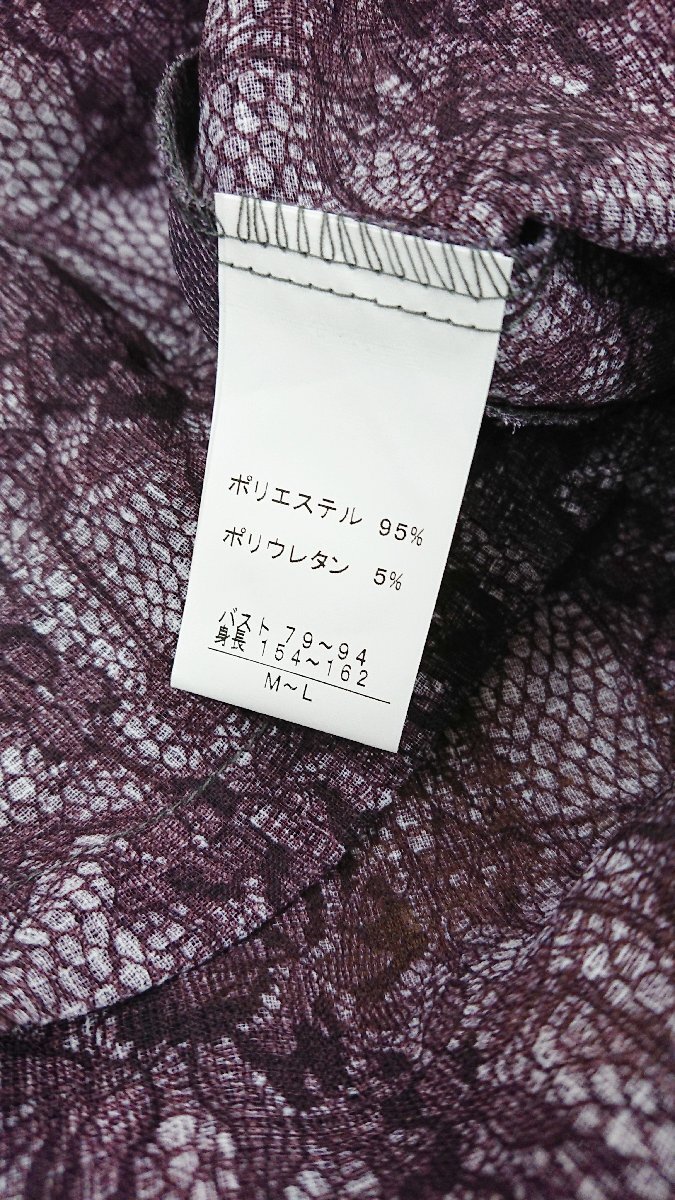 ポリエステル 95%
ポリウレタン 5%
バスト 79~94
身長 154~162
M~L